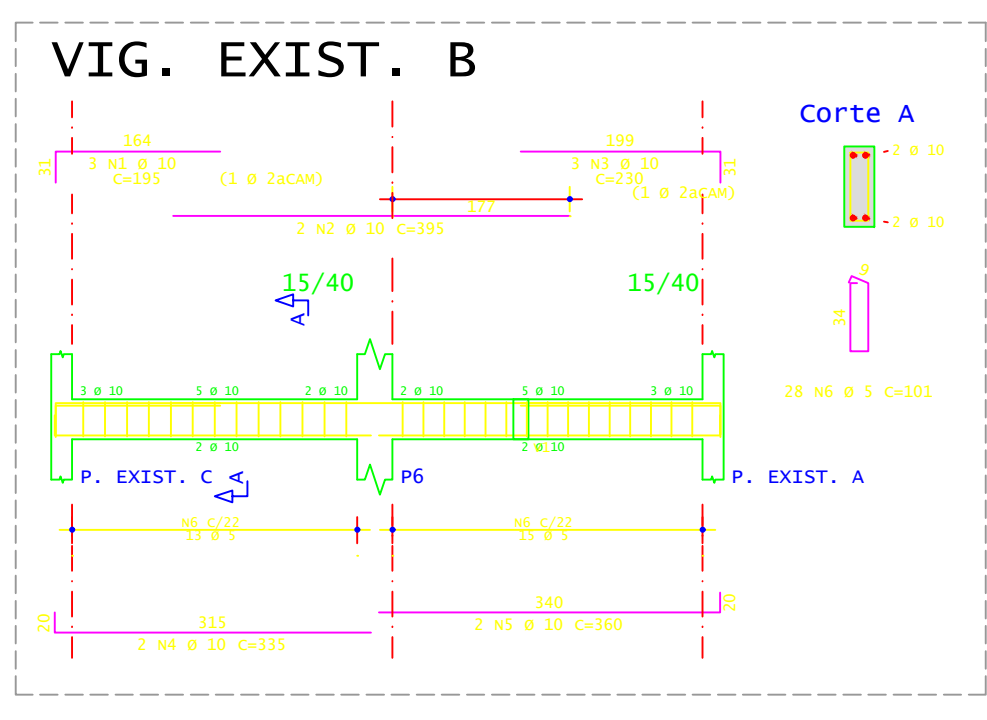 VIG. EXIST. B
Corte A
164
31
3 N1 Ø 10
C=195
(1 Ø 2aCAM)
199
31
3 N3 Ø 10
C=230
(1 Ø 2aCAM)
2 Ø 10
2 Ø 10
177
2 N2 Ø 10 C=395
15/40
15/40
A
9
34
28 N6 Ø 5 C=101
3 Ø 10
5 Ø 10
2 Ø 10
2 Ø 10
5 Ø 10
3 Ø 10
2 Ø 10
2 Ø 10
P. EXIST. C
A
P6
P. EXIST. A
N6 C/22
13 Ø 5
N6 C/22
15 Ø 5
20
315
2 N4 Ø 10 C=335
340
20
2 N5 Ø 10 C=360